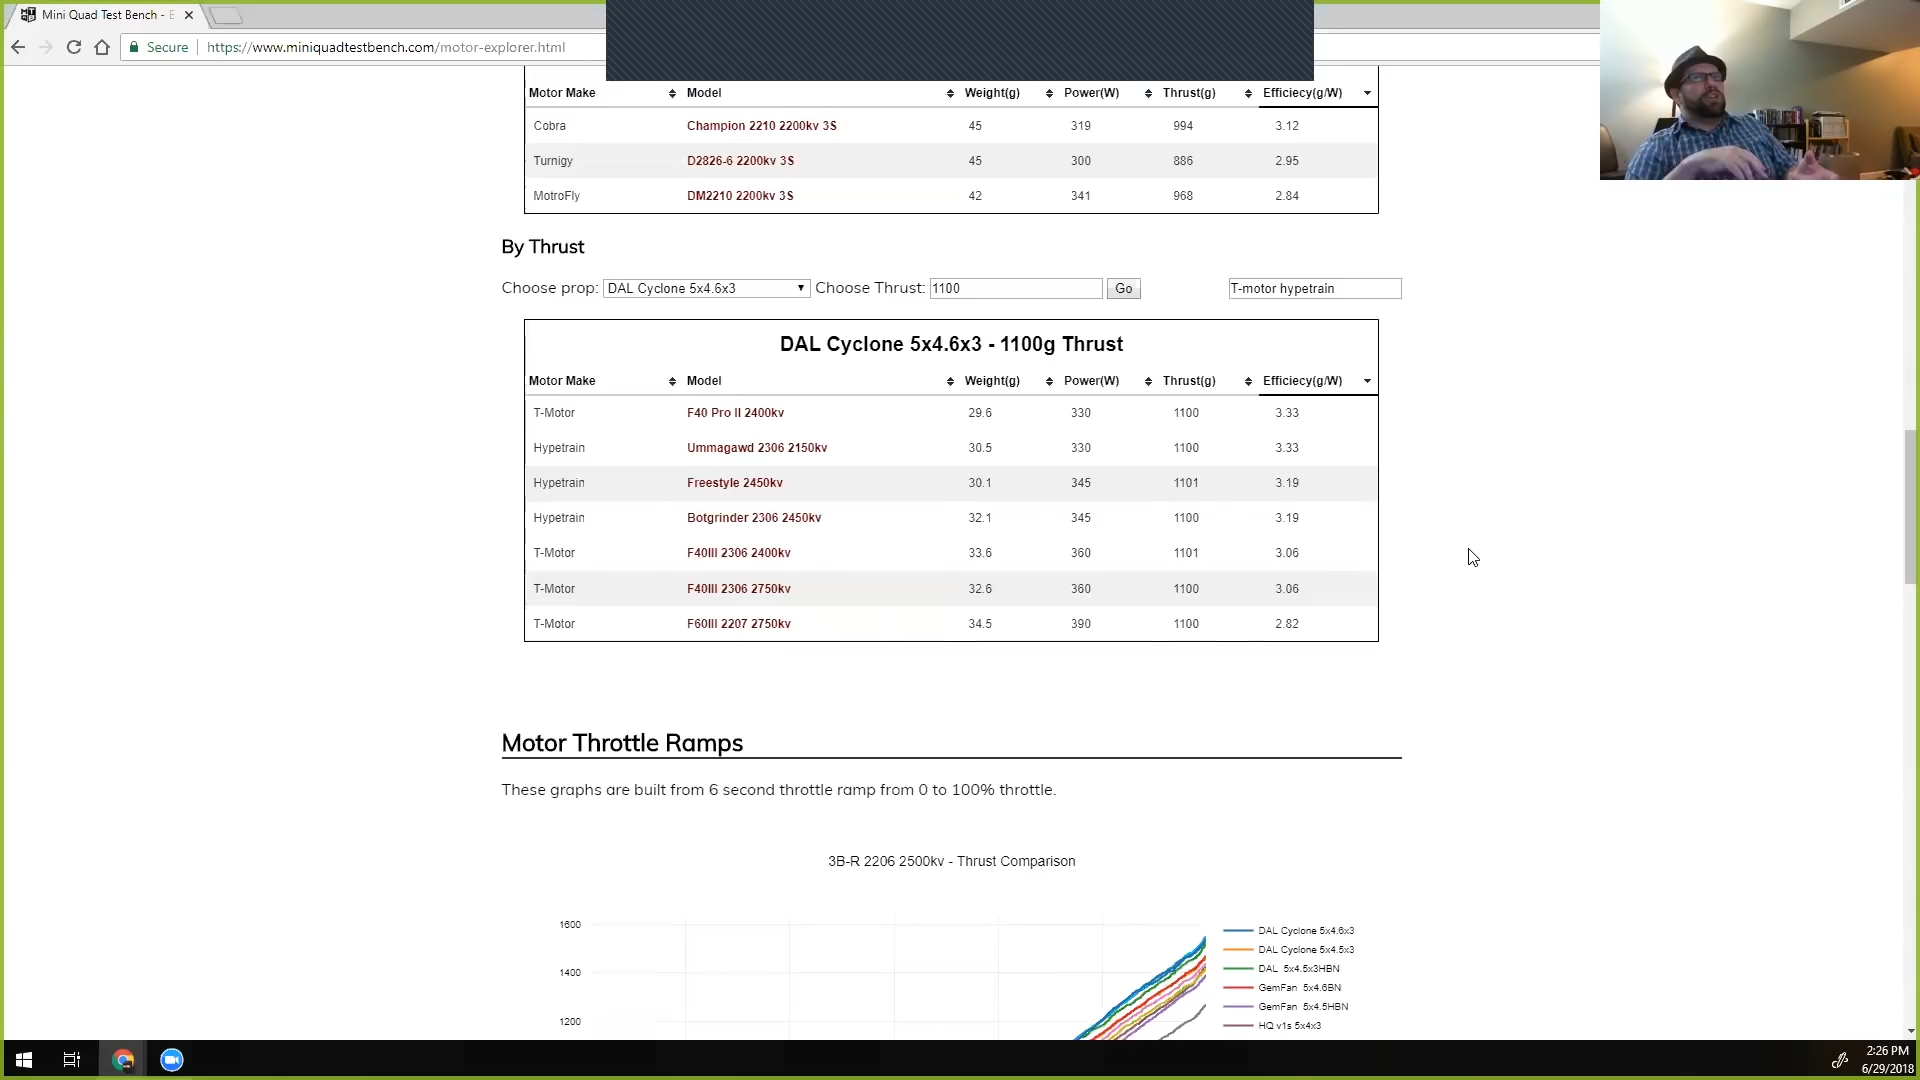 Mini Quad Test Bench - E
Secure https://www.miniquadtestbench.com/motor-explorer.html
Motor Make Model Weight(g) Power(W) Thrust(g) Efficiecy(g/W)
Cobra Champion 2210 2200kv 3S 45 319 994 3.12
Turnigy D2826-6 2200kv 3S 45 300 886 2.95
MotroFly DM2210 2200kv 3S 42 341 968 2.84
By Thrust
Choose prop: DAL Cyclone 5x4.6x3 Choose Thrust: 1100 Go T-motor hypetrain
DAL Cyclone 5x4.6x3 - 1100g Thrust
Motor Make Model Weight(g) Power(W) Thrust(g) Efficiecy(g/W)
T-Motor F40 Pro II 2400kv 29.6 330 1100 3.33
Hypetrain Ummagawd 2306 2150kv 30.5 330 1100 3.33
Hypetrain Freestyle 2450kv 30.1 345 1101 3.19
Hypetrain Botgrinder 2306 2450kv 32.1 345 1100 3.19
T-Motor F40III 2306 2400kv 33.6 360 1101 3.06
T-Motor F40III 2306 2750kv 32.6 360 1100 3.06
T-Motor F60III 2207 2750kv 34.5 390 1100 2.82
Motor Throttle Ramps
These graphs are built from 6 second throttle ramp from 0 to 100% throttle.
3B-R 2206 2500kv - Thrust Comparison
1600
1400
1200
DAL Cyclone 5x4.6x3
DAL Cyclone 5x4.5x3
DAL 5x4.5x3HBN
GemFan 5x4.6BN
GemFan 5x4.5HBN
HQ v1s 5x4x3
2:26 PM
6/29/2018